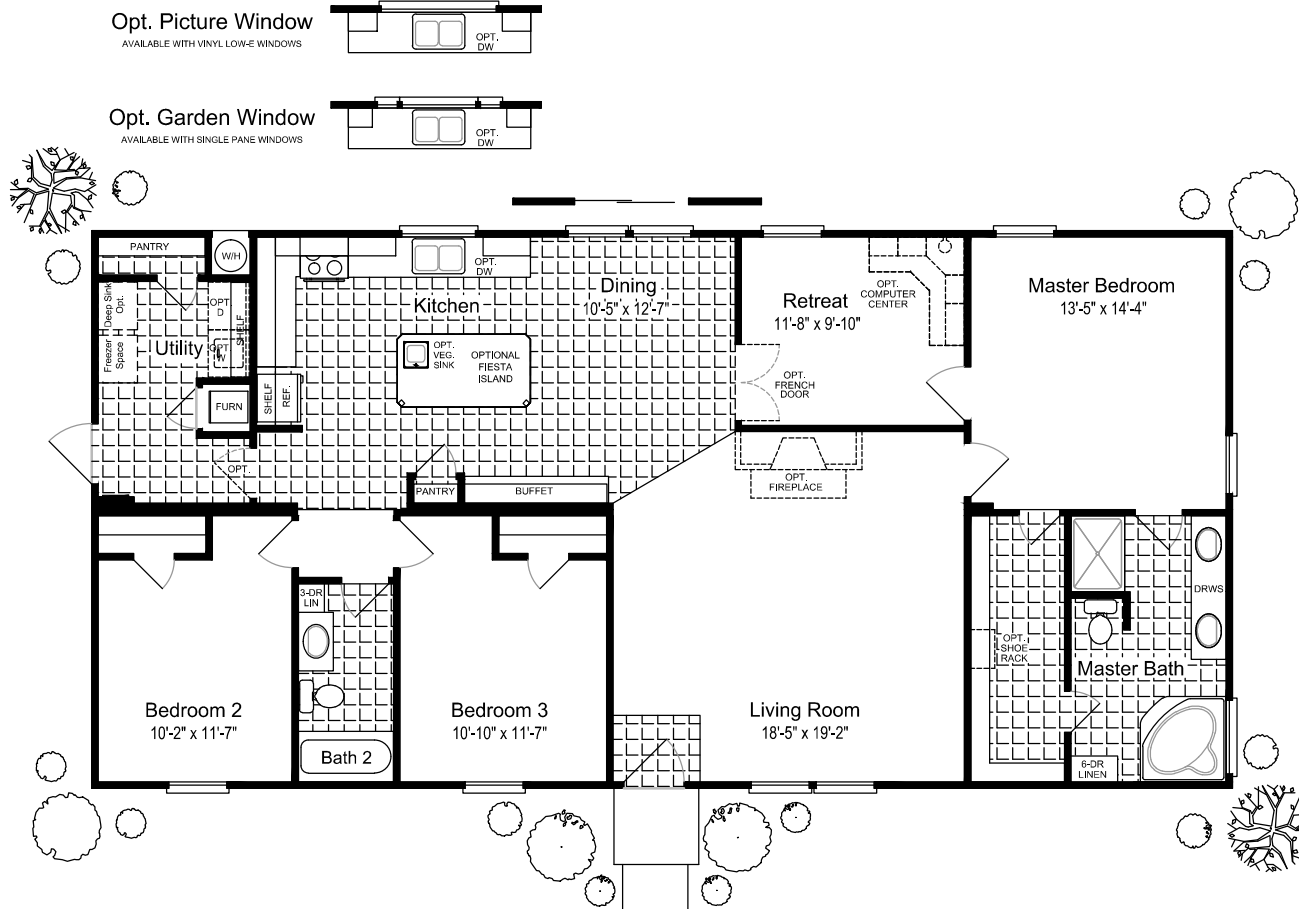 Opt. Picture Window
AVAILABLE WITH VINYL LOW-E WINDOWS
OPT.
DW
Opt. Garden Window
AVAILABLE WITH SINGLE PANE WINDOWS
OPT.
DW
PANTRY
W/H
Deep Sink
Opt.
Freezer
Space
OPT.
D
SHELF
OPT
W
Utility
FURN
OPT.
SHELF
REF.
Kitchen
OPT.
DW
OPT.
VEG.
SINK
OPTIONAL
FIESTA
ISLAND
Dining
10'-5" x 12'-7"
PANTRY
BUFFET
Retreat
11'-8" x 9'-10"
OPT.
COMPUTER
CENTER
OPT.
FRENCH
DOOR
Master Bedroom
13'-5" x 14'-4"
OPT.
FIREPLACE
Bedroom 2
10'-2" x 11'-7"
3-DR
LIN
Bath 2
Bedroom 3
10'-10" x 11'-7"
Living Room
18'-5" x 19'-2"
OPT.
SHOE
RACK
DRWS
Master Bath
6-DR
LINEN